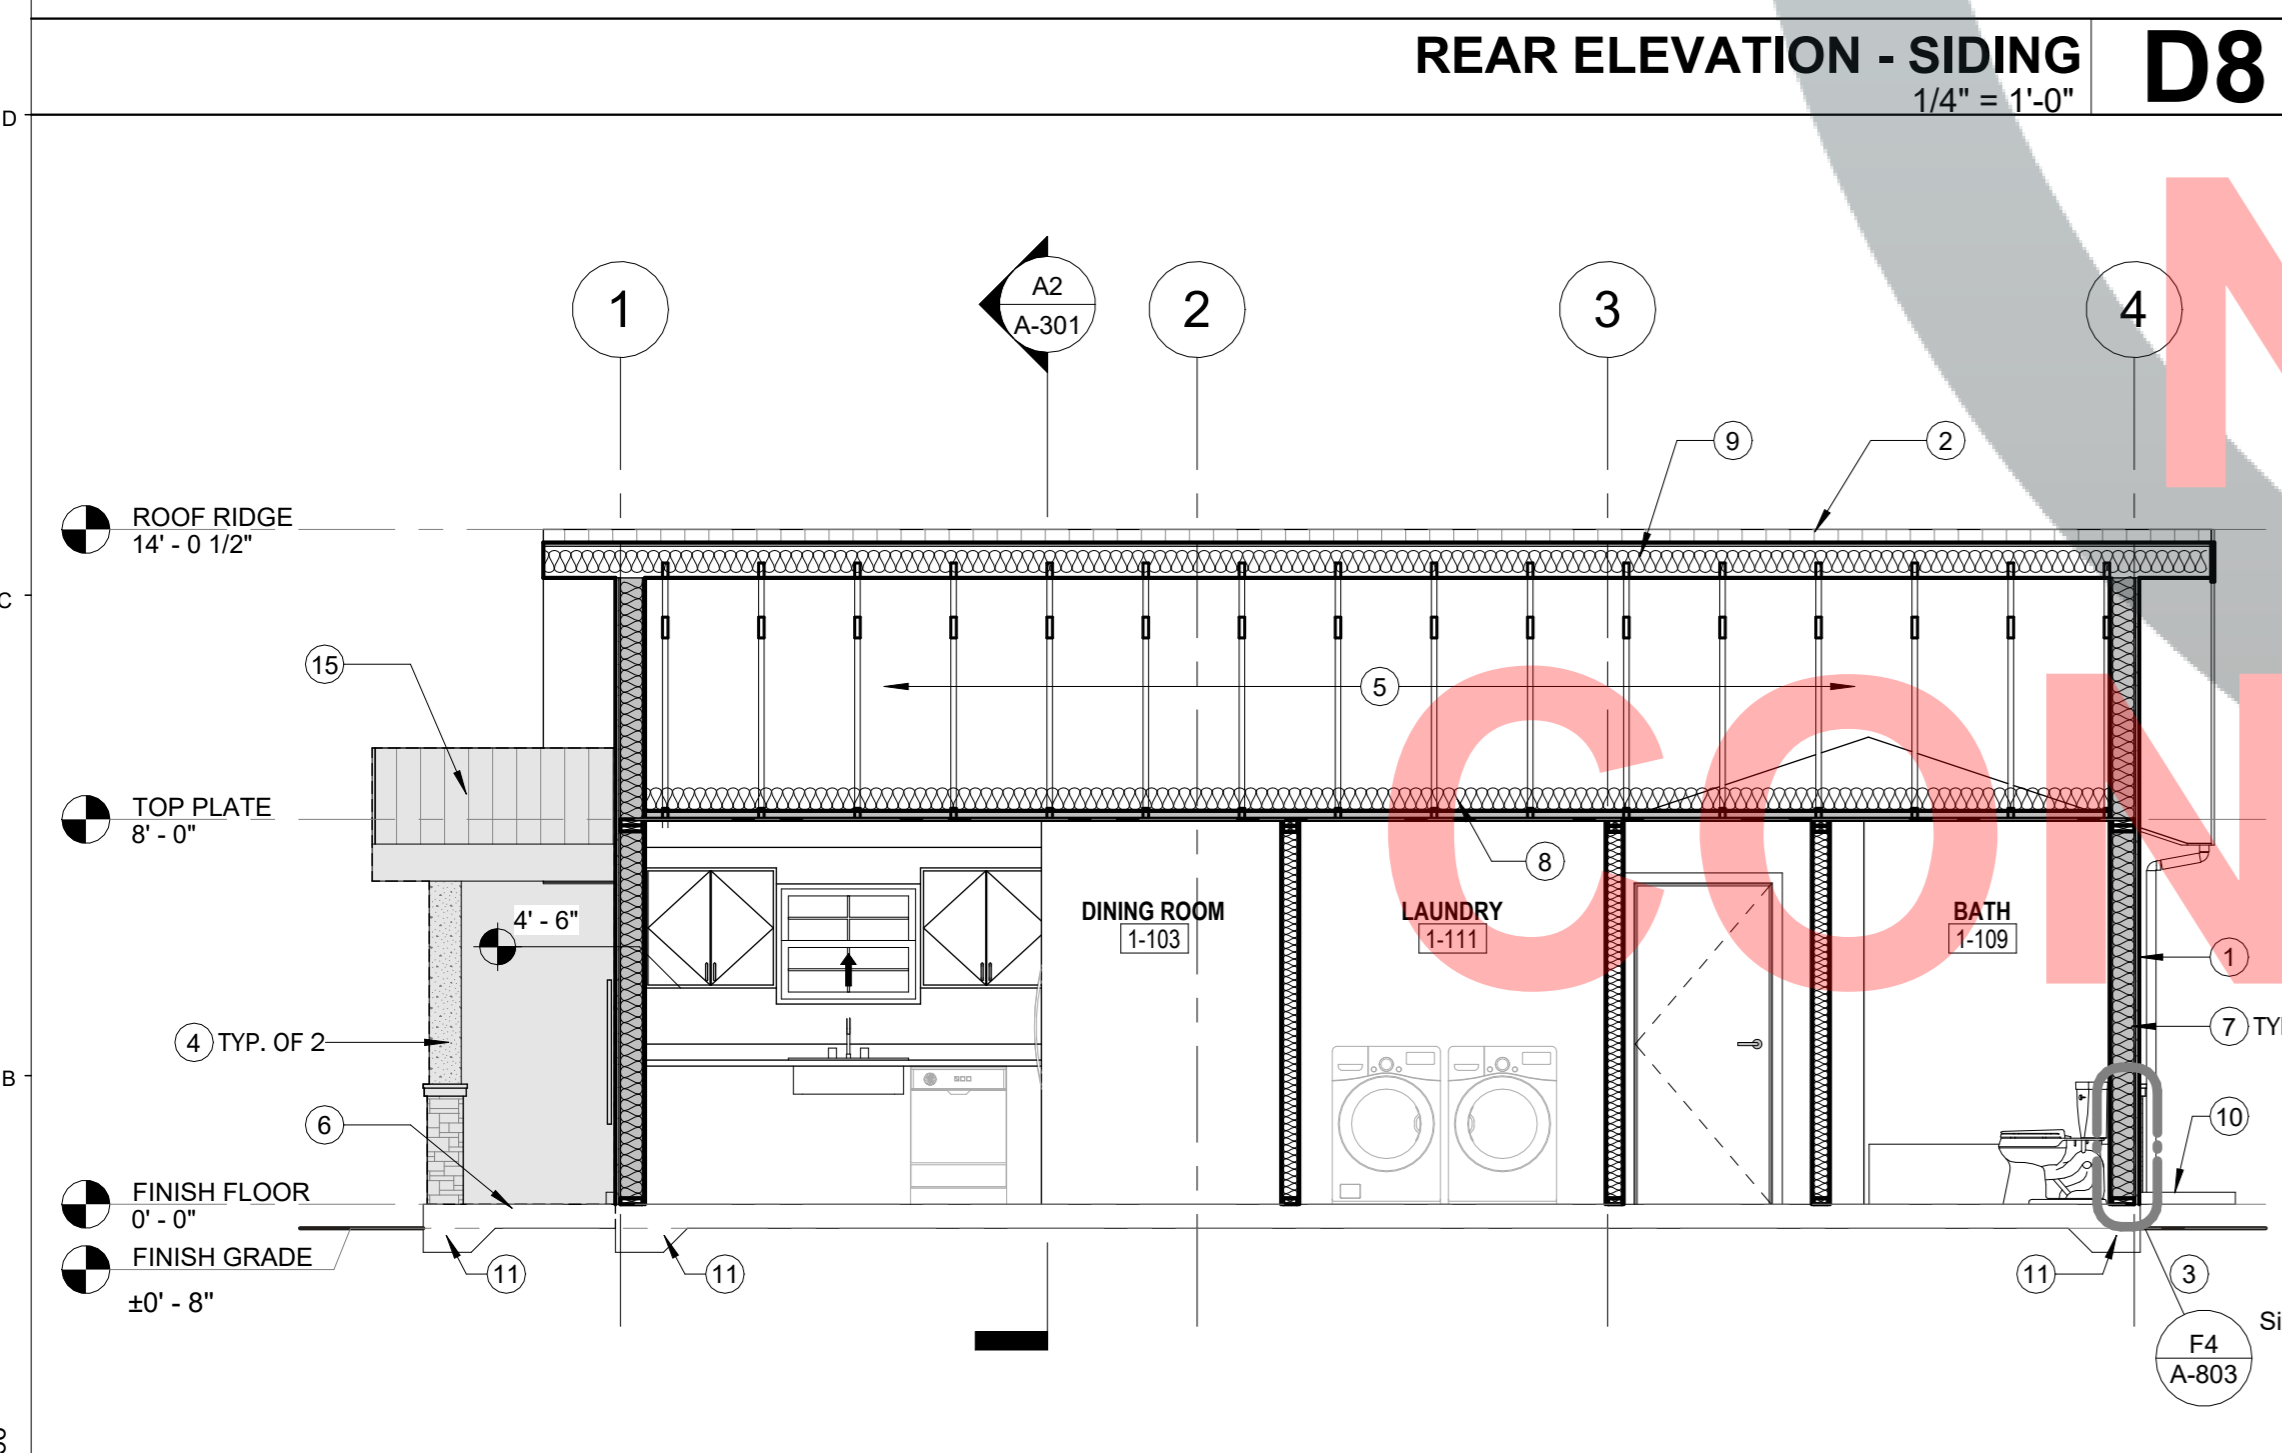 REAR ELEVATION - SIDING
1/4" = 1'-0"
D8
D
1
A2
A-301
2
3
4
9
2
ROOF RIDGE
14' - 0 1/2"
C
15
5
TOP PLATE
8' - 0"
8
4' - 6"
DINING ROOM
1-103
LAUNDRY
1-111
BATH
1-109
CON
1
4 TYP. OF 2
7
B
6
10
FINISH FLOOR
0' - 0"
FINISH GRADE
±0' - 8"
11
11
11
3
F4
A-803